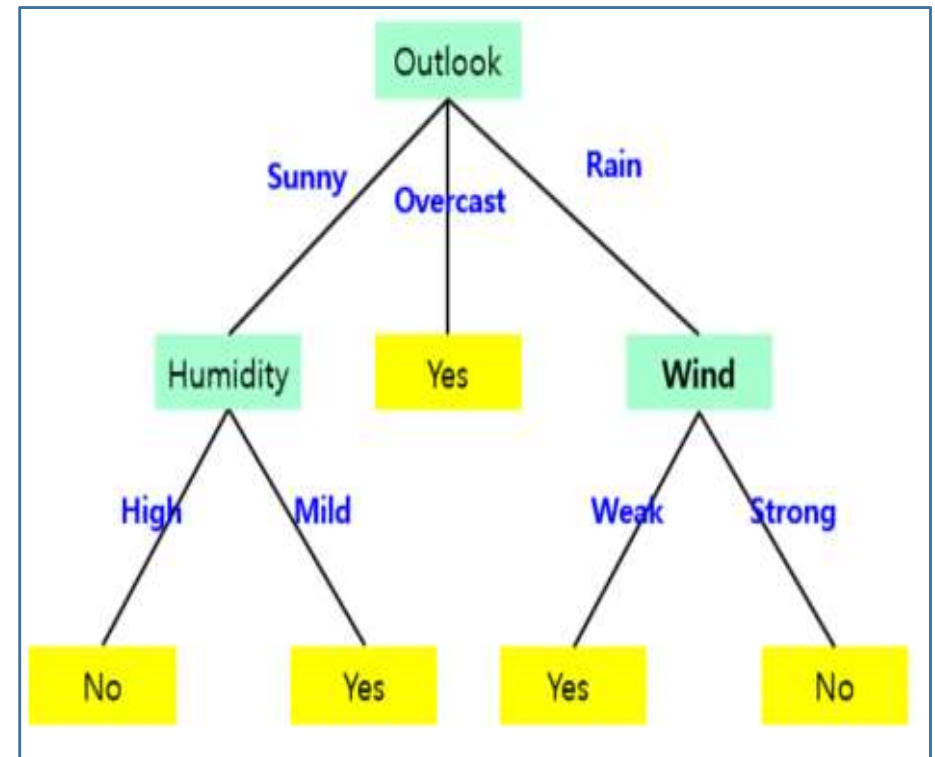 Outlook
Sunny
Overcast
Rain
Humidity
Yes
Wind
High
Mild
Weak
Strong
No
Yes
Yes
No